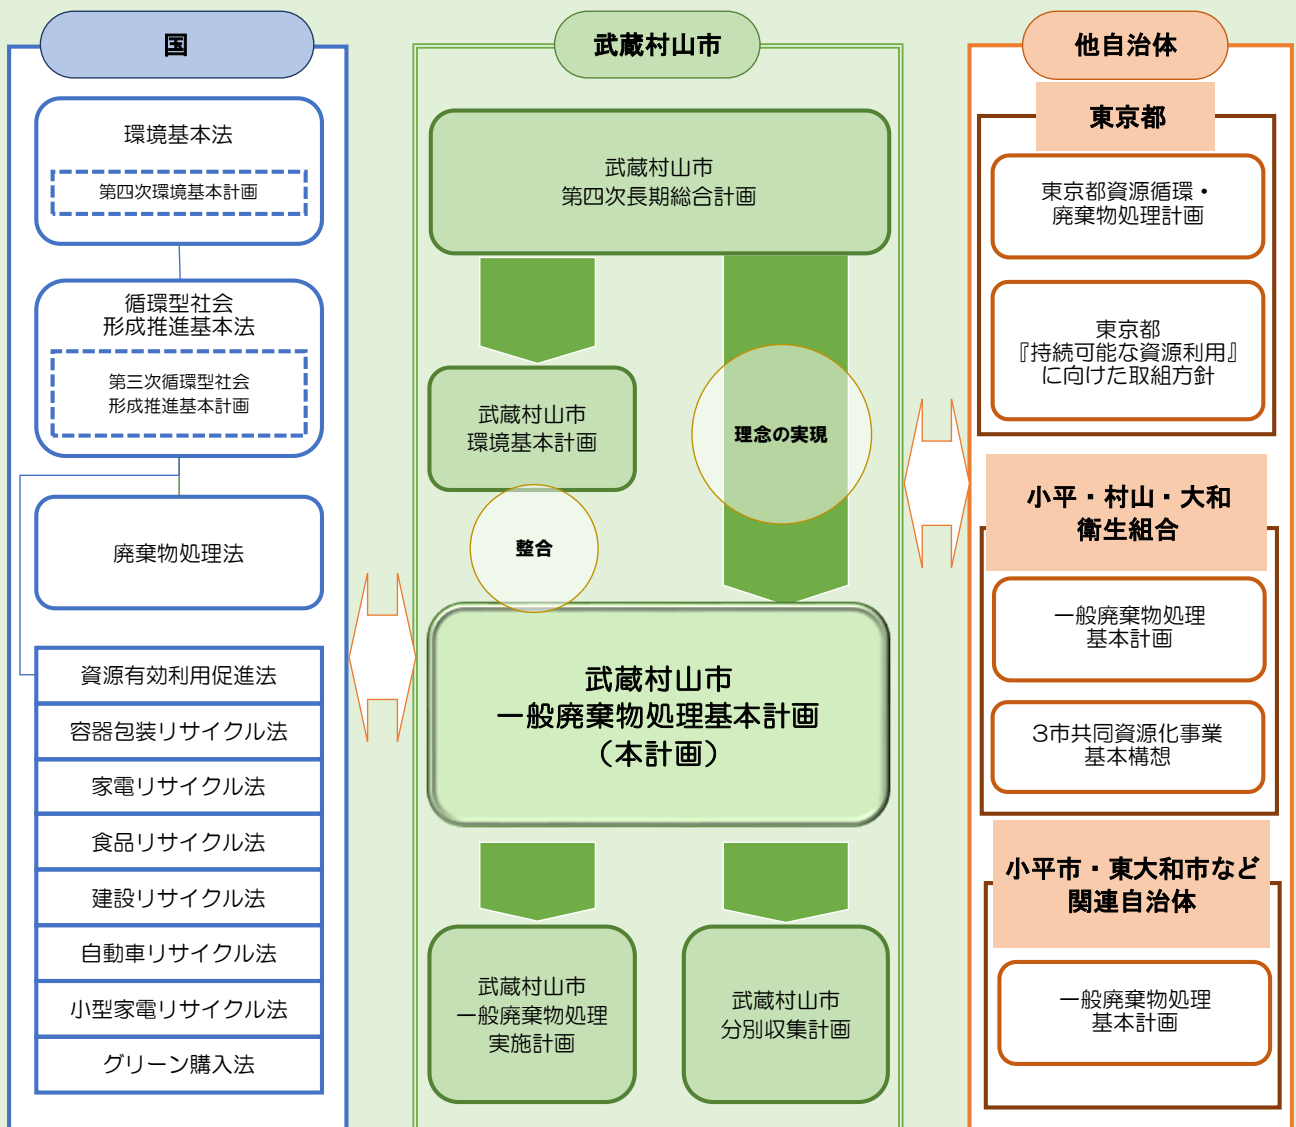 国
環境基本法
第四次環境基本計画
循環型社会
形成推進基本法
第三次循環型社会
形成推進基本計画
廃棄物処理法
資源有効利用促進法
容器包装リサイクル法
家電リサイクル法
食品リサイクル法
建設リサイクル法
自動車リサイクル法
小型家電リサイクル法
グリーン購入法
武蔵村山市
武蔵村山市
第四次長期総合計画
武蔵村山市
環境基本計画
理念の実現
整合
武蔵村山市
一般廃棄物処理基本計画
（本計画）
武蔵村山市
一般廃棄物処理
実施計画
武蔵村山市
分別収集計画
他自治体
東京都
東京都資源循環・
廃棄物処理計画
東京都
『持続可能な資源利用』
に向けた取組方針
小平・村山・大和
衛生組合
一般廃棄物処理
基本計画
3市共同資源化事業
基本構想
小平市・東大和市など
関連自治体
一般廃棄物処理
基本計画